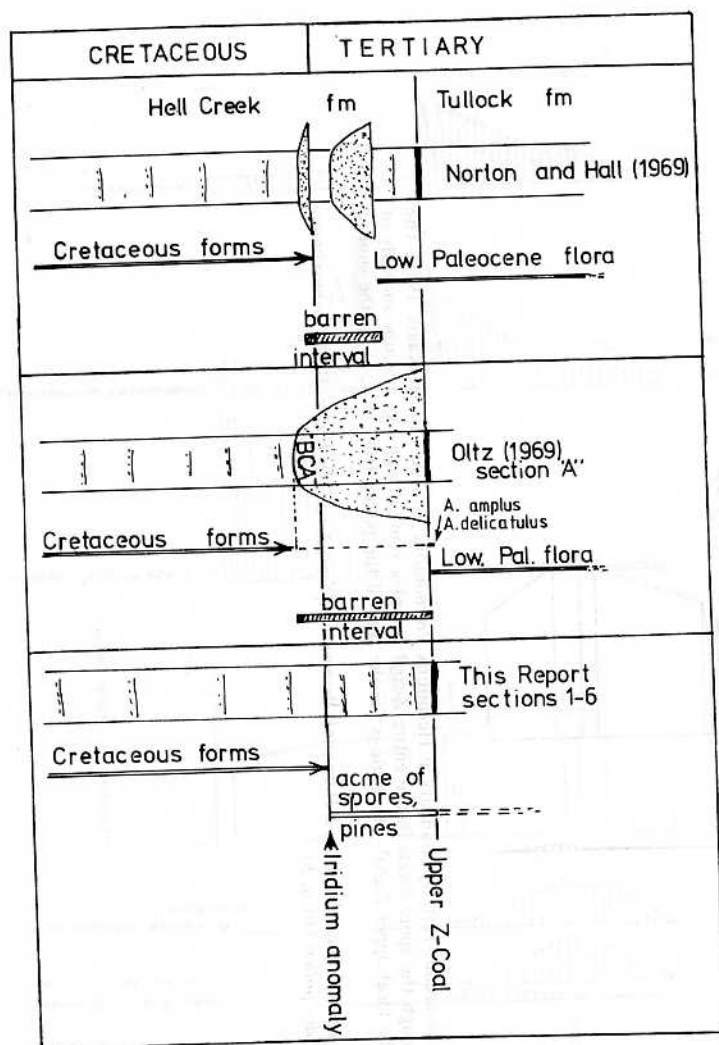 CRETACEOUS
TERTIARY
Hell Creek fm
Tullock fm
Norton and Hall (1969)
Cretaceous forms
Low. Paleocene flora
barren
interval
BCA
Oltz (1969)
section "A"
A. amplus
A. delicatulus
Cretaceous forms
Low. Pal. flora
barren
interval
This Report
sections 1-6
Cretaceous forms
acme of
spores,
pines
Iridium anomaly
Upper Z-Coal